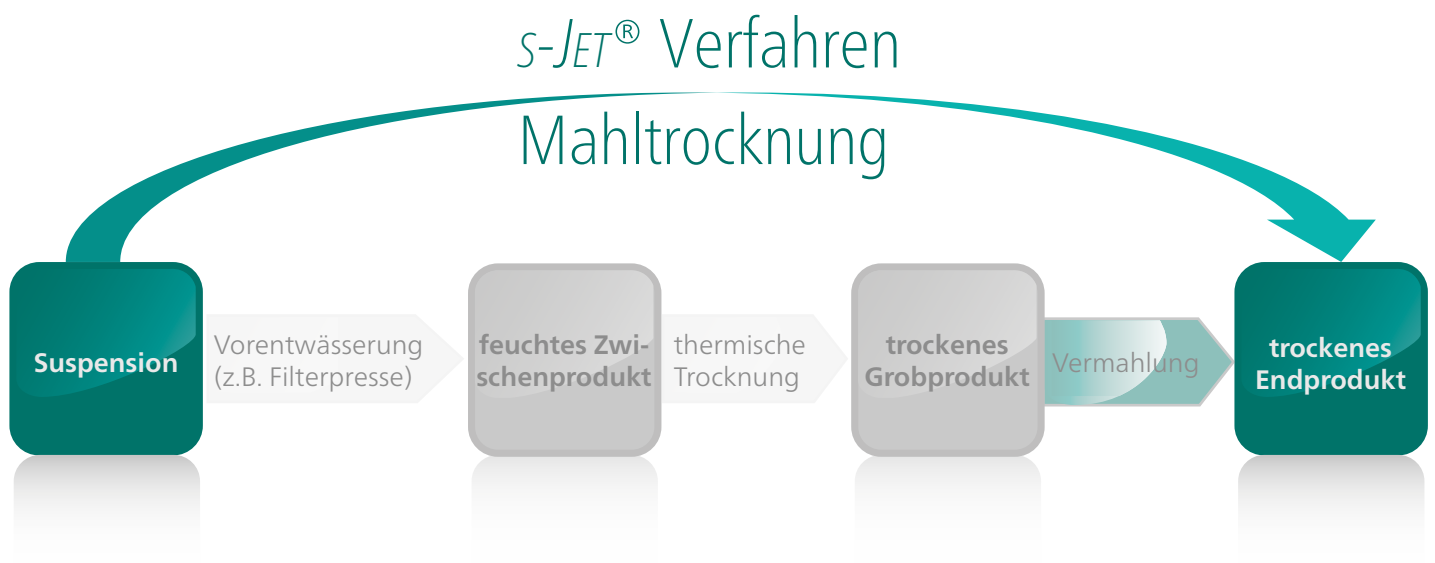 s-Jet® Verfahren
Mahltrocknung
Suspension
Vorentwässerung
(z.B. Filterpresse)
feuchtes Zwi-
schenprodukt
thermische
Trocknung
trockenes
Grobprodukt
Vermahlung
trockenes
Endprodukt